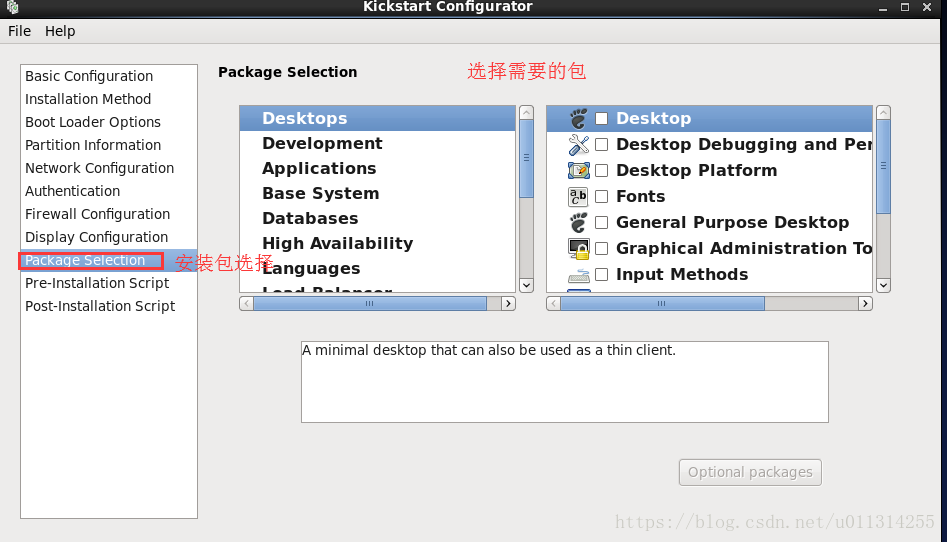 Kickstart Configurator
File Help
Basic Configuration
Installation Method
Boot Loader Options
Partition Information
Network Configuration
Authentication
Firewall Configuration
Display Configuration
Package Selection
安装包选择
Pre-Installation Script
Post-Installation Script
Package Selection
选择需要的包
Desktops
Development
Applications
Base System
Databases
High Availability
Languages
Load Balancer
Desktop
Desktop Debugging and Per
Desktop Platform
Fonts
General Purpose Desktop
Graphical Administration To
Input Methods
A minimal desktop that can also be used as a thin client.
Optional packages
https://blog.csdn.net/u011314255